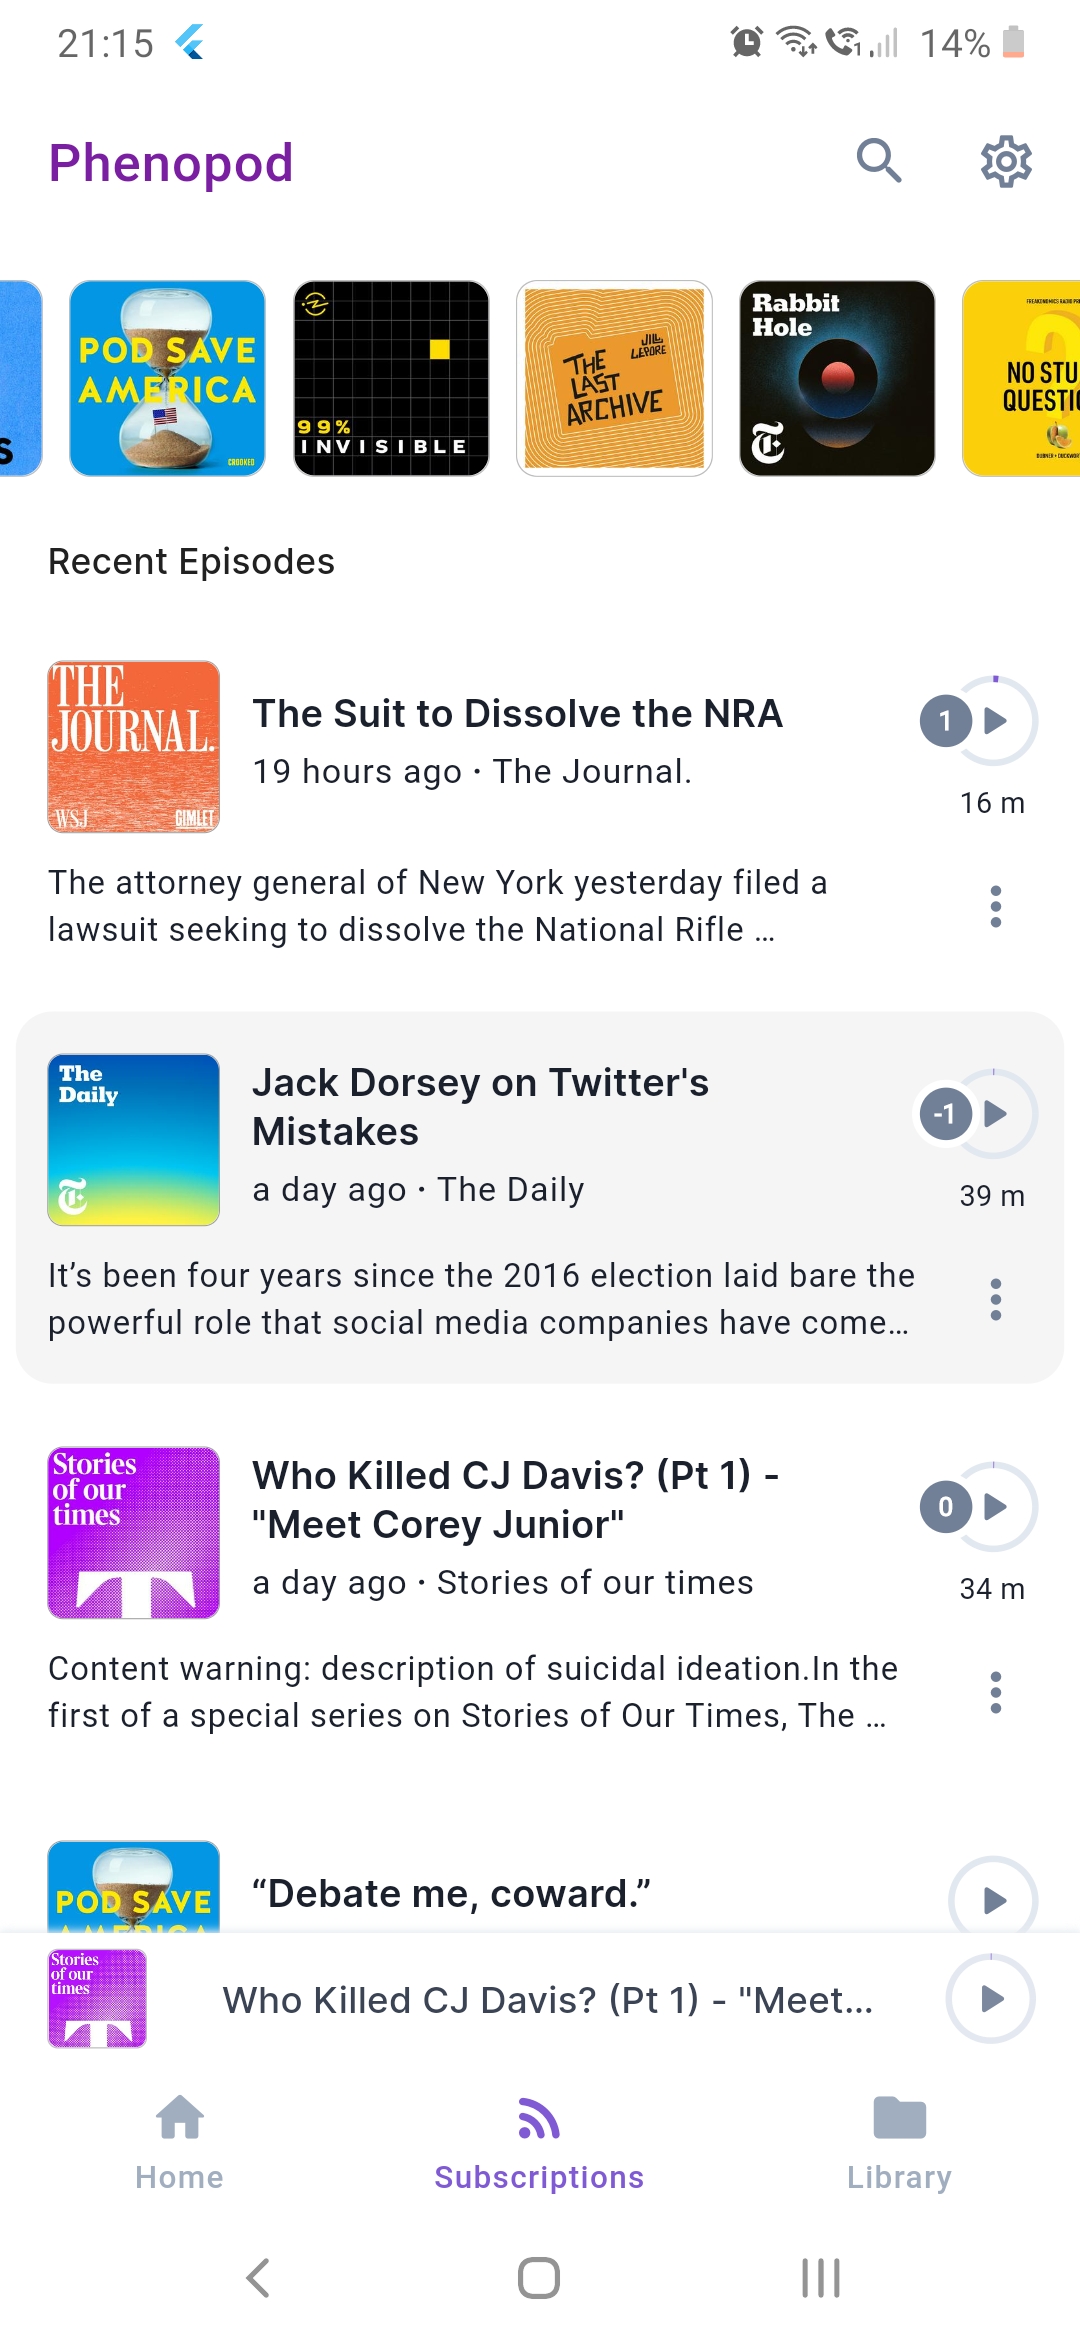 21:15
14%
Phenopod
s
POD SAVE
AMERICA
CROOKED
99%
INVISIBLE
THE
LAST
ARCHIVE
JILL
LEPORE
Rabbit
Hole
FREAKONOMICS RADIO PR
NO STU
QUESTIO
Recent Episodes
THE
JOURNAL.
WSJ
GIMLET
The Suit to Dissolve the NRA
19 hours ago · The Journal.
1
16 m
The attorney general of New York yesterday filed a
lawsuit seeking to dissolve the National Rifle ...
The
Daily
Jack Dorsey on Twitter's
Mistakes
a day ago · The Daily
-1
39 m
It’s been four years since the 2016 election laid bare the
powerful role that social media companies have come...
Stories
of our
times
T
Who Killed CJ Davis? (Pt 1) -
"Meet Corey Junior"
a day ago · Stories of our times
0
34 m
Content warning: description of suicidal ideation.In the
first of a special series on Stories of Our Times, The ...
POD SAVE
AMERICA
“Debate me, coward.”
Stories
of our
times
T
Who Killed CJ Davis? (Pt 1) - "Meet...
Home
Subscriptions
Library